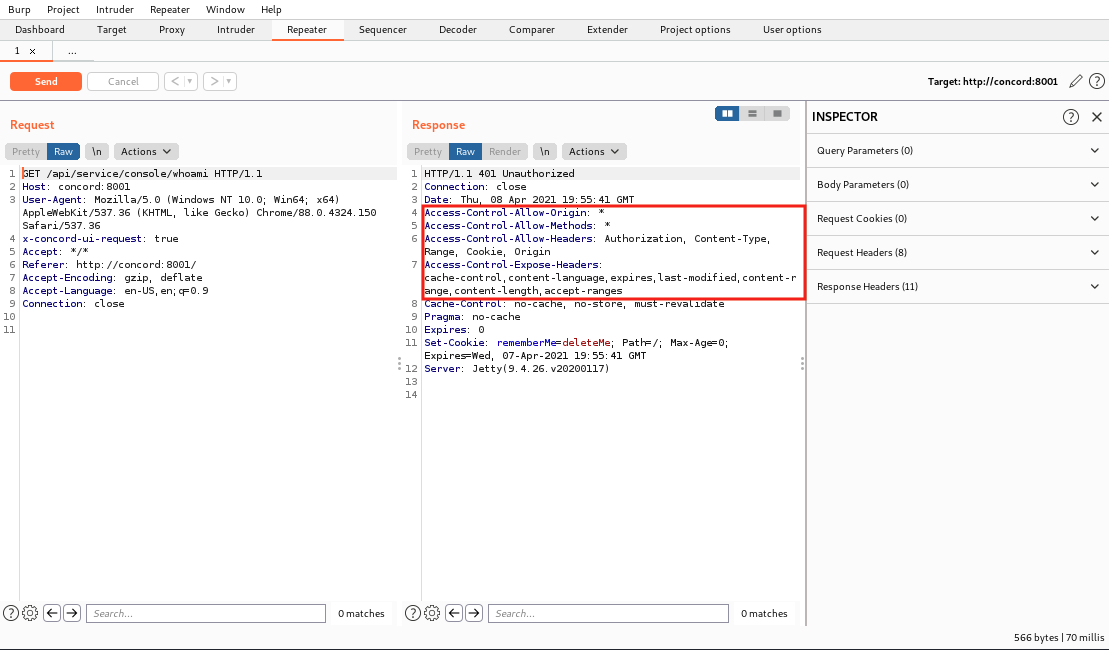 Burp Project Intruder Repeater Window Help
Dashboard Target Proxy Intruder Repeater Sequencer Decoder Comparer Extender Project options User options
1 × ...
Send Cancel < > Target: http://concord:8001 ?
Request
Pretty Raw \n Actions
1 GET /api/service/console/whoami HTTP/1.1
2 Host: concord:8001
3 User-Agent: Mozilla/5.0 (Windows NT 10.0; Win64; x64)
AppleWebKit/537.36 (KHTML, like Gecko) Chrome/88.0.4324.150
Safari/537.36
4 x-concord-ui-request: true
5 Accept: */*
6 Referer: http://concord:8001/
7 Accept-Encoding: gzip, deflate
8 Accept-Language: en-US,en;q=0.9
9 Connection: close
10
11
? Search... 0 matches
Response
Pretty Raw Render \n Actions
1 HTTP/1.1 401 Unauthorized
2 Connection: close
3 Date: Thu, 08 Apr 2021 19:55:41 GMT
4 Access-Control-Allow-Origin: *
5 Access-Control-Allow-Methods: *
6 Access-Control-Allow-Headers: Authorization, Content-Type,
Range, Cookie, Origin
7 Access-Control-Expose-Headers:
cache-control,content-language,expires,last-modified,content-r
ange,content-length,accept-ranges
8 Cache-Control: no-cache, no-store, must-revalidate
9 Pragma: no-cache
10 Expires: 0
11 Set-Cookie: rememberMe=deleteMe; Path=/; Max-Age=0;
Expires=Wed, 07-Apr-2021 19:55:41 GMT
12 Server: Jetty(9.4.26.v20200117)
13
14
? Search... 0 matches
INSPECTOR ? ×
Query Parameters (0)
Body Parameters (0)
Request Cookies (0)
Request Headers (8)
Response Headers (11)
566 bytes | 70 millis